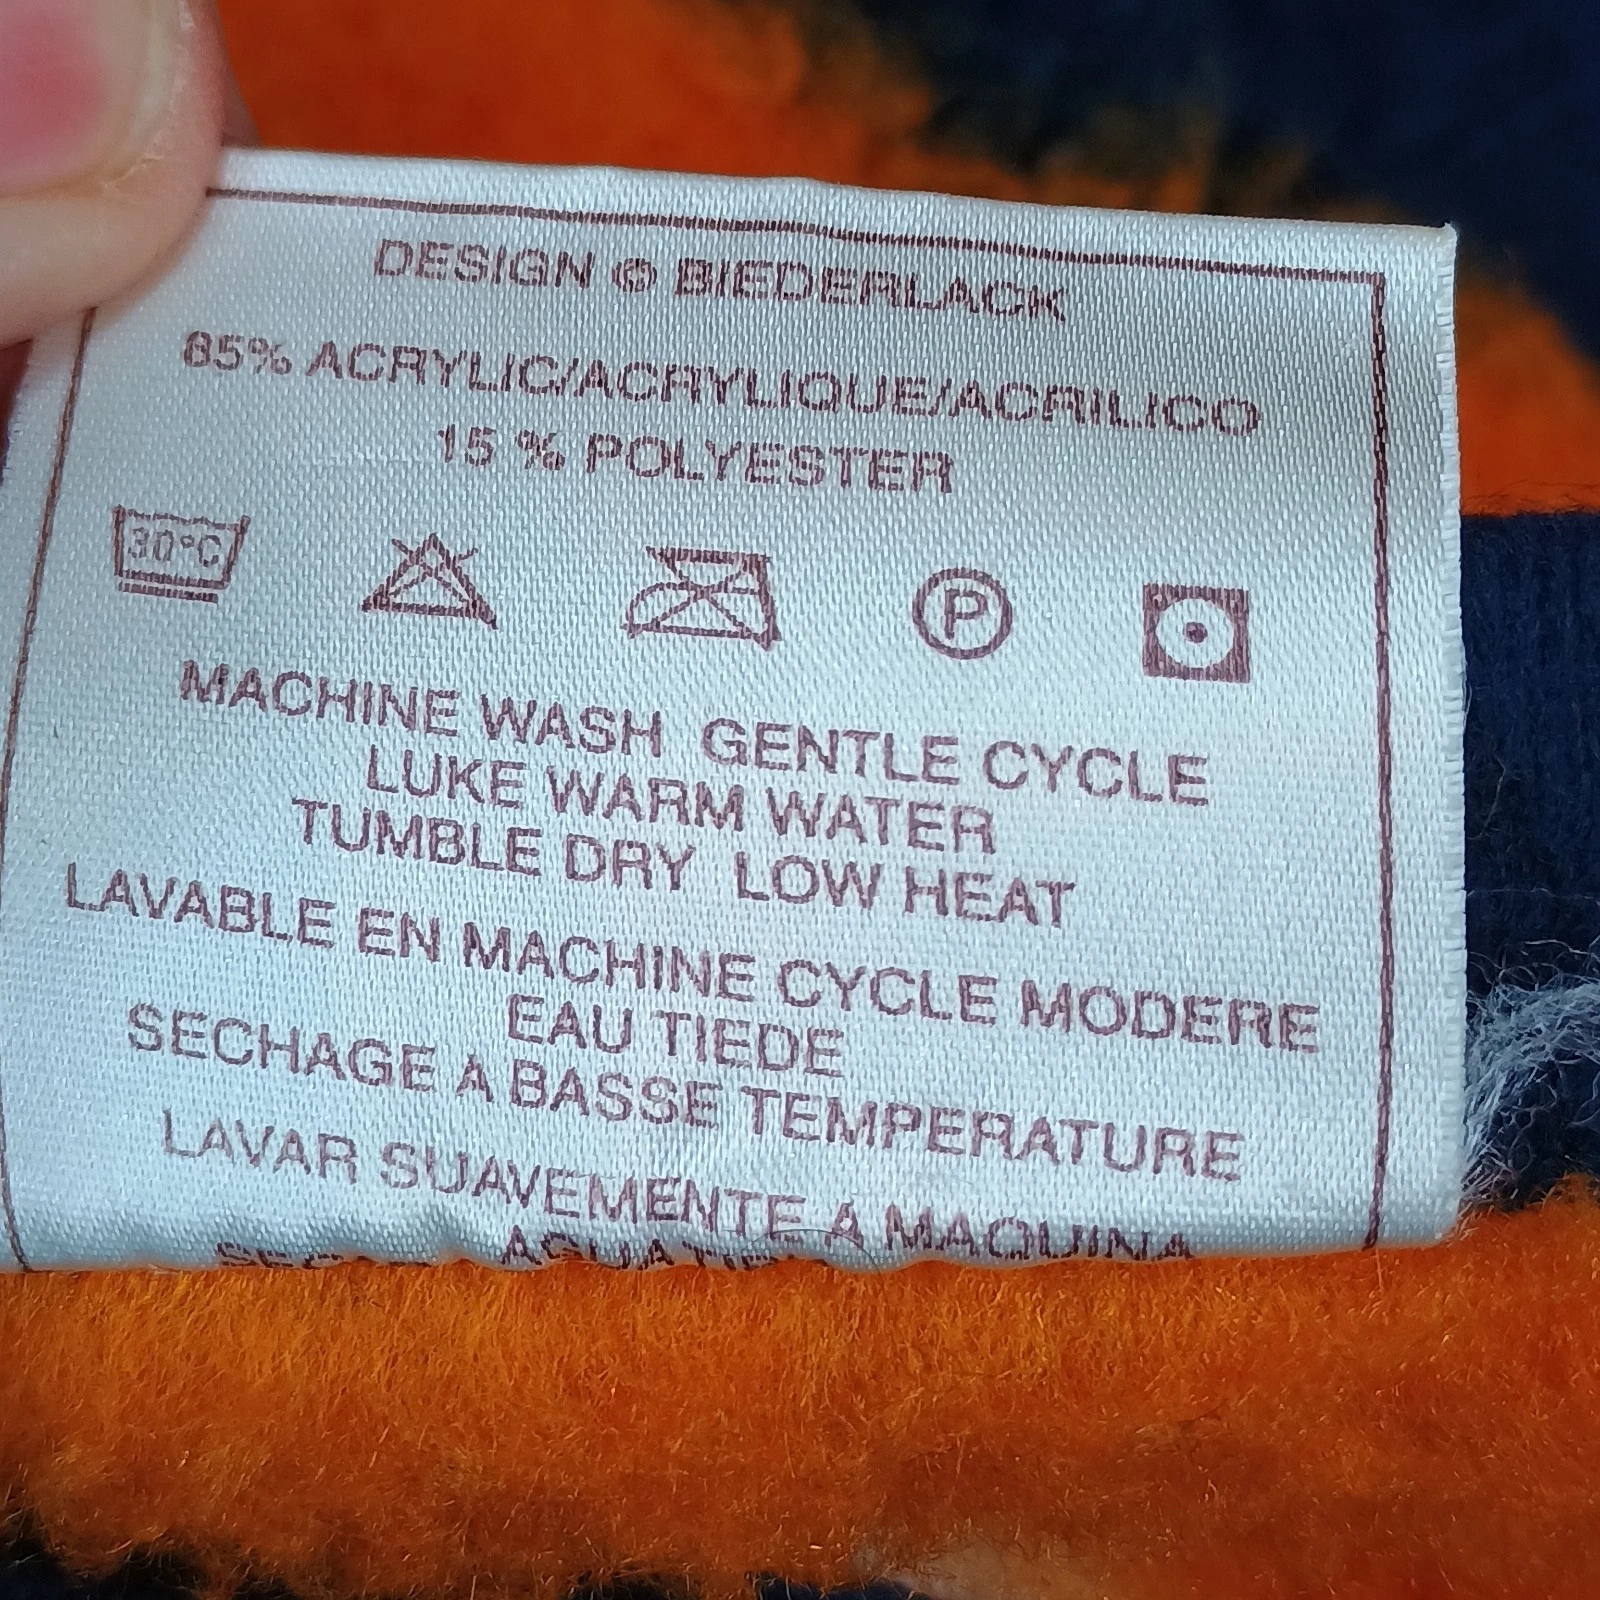 DESIGN © BIEDERLACK
85% ACRYLIC/ACRYLIQUE/ACRILICO
15 % POLYESTER
30°C P
MACHINE WASH GENTLE CYCLE
LUKE WARM WATER
TUMBLE DRY LOW HEAT
LAVABLE EN MACHINE CYCLE MODERE
EAU TIEDE
SECHAGE A BASSE TEMPERATURE
LAVAR SUAVEMENTE A MAQUINA